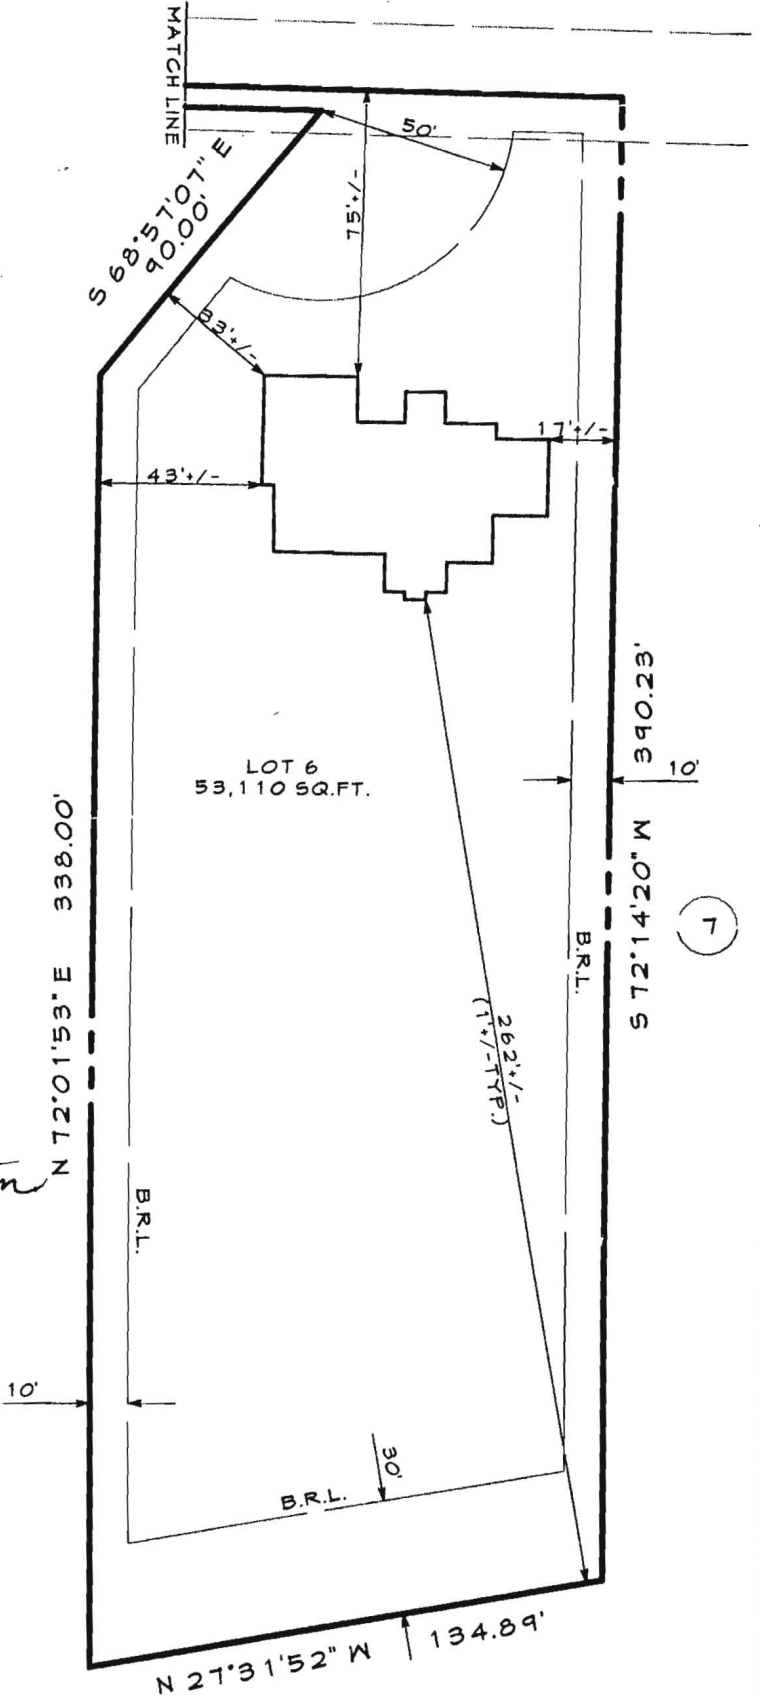 MATCH LINE
50'
S 68°57'07" E
90.00'
75'+/-
33'+/-
17'+/-
43'+/-
390.23'
LOT 6
53,110 SQ.FT.
10'
338.00'
S 72°14'20" W
7
B.R.L.
N 72°01'53" E
262'+/-
(1'+/-TYP.)
B.R.L.
10'
30'
B.R.L.
134.89'
N 27°31'52" W